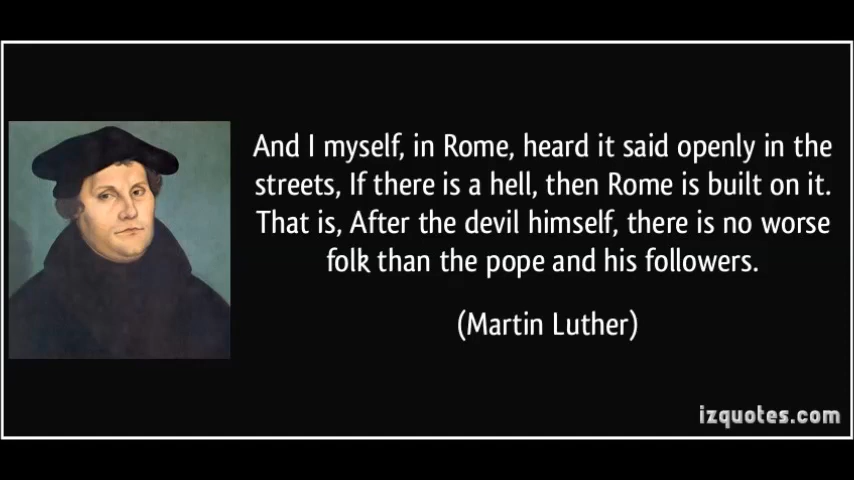 And I myself, in Rome, heard it said openly in the
streets, If there is a hell, then Rome is built on it.
That is, After the devil himself, there is no worse
folk than the pope and his followers.
(Martin Luther)
izquotes.com